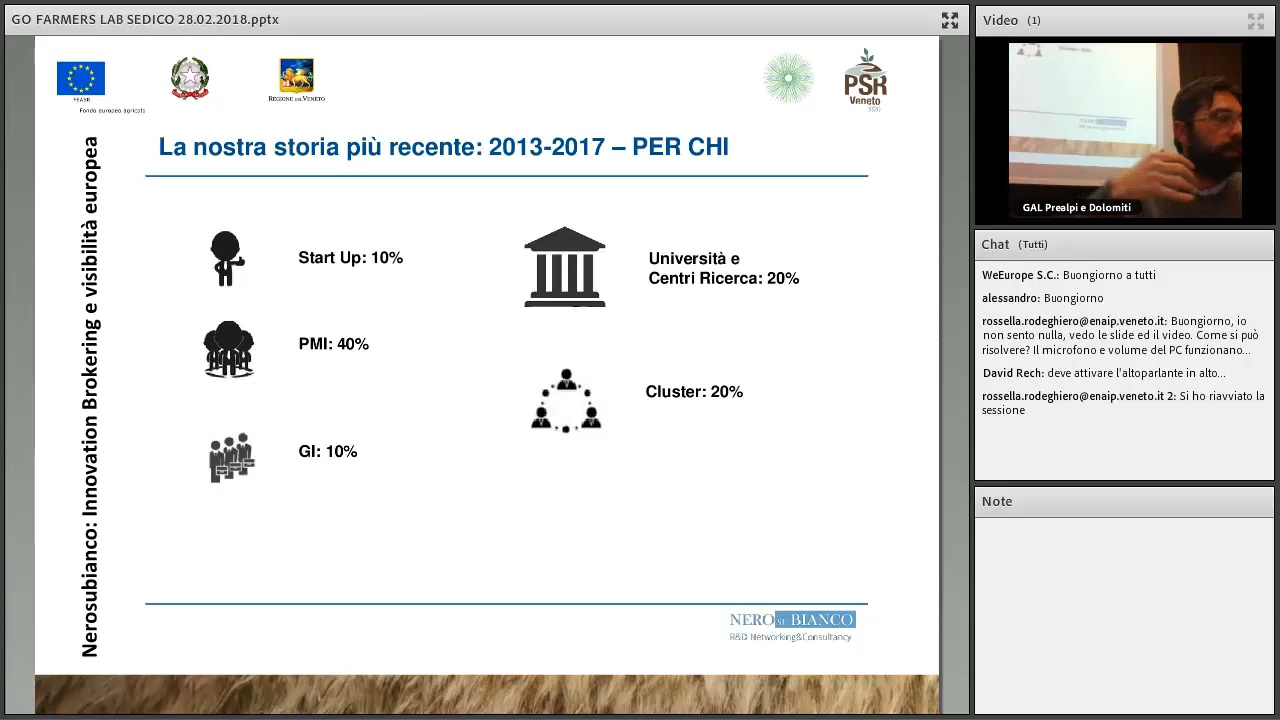 GO FARMERS LAB SEDICO 28.02.2018.pptx
FEASR
Fondo europeo agricolo
REGIONE DEL VENETO
PSR
Veneto
La nostra storia più recente: 2013-2017 – PER CHI
Nerosubianco: Innovation Brokering e visibilità europea
Start Up: 10%
PMI: 40%
GI: 10%
Università e
Centri Ricerca: 20%
Cluster: 20%
NERO SU BIANCO
R&D Networking&Consultancy
Video (1)
GAL Prealpi e Dolomiti
Chat (Tutti)
WeEurope S.C.: Buongiorno a tutti
alessandro: Buongiorno
rossella.rodeghiero@enaip.veneto.it: Buongiorno, io
non sento nulla, vedo le slide ed il video. Come si può
risolvere? Il microfono e volume del PC funzionano...
David Rech: deve attivare l'altoparlante in alto...
rossella.rodeghiero@enaip.veneto.it 2: Si ho riavviato la
sessione
Note